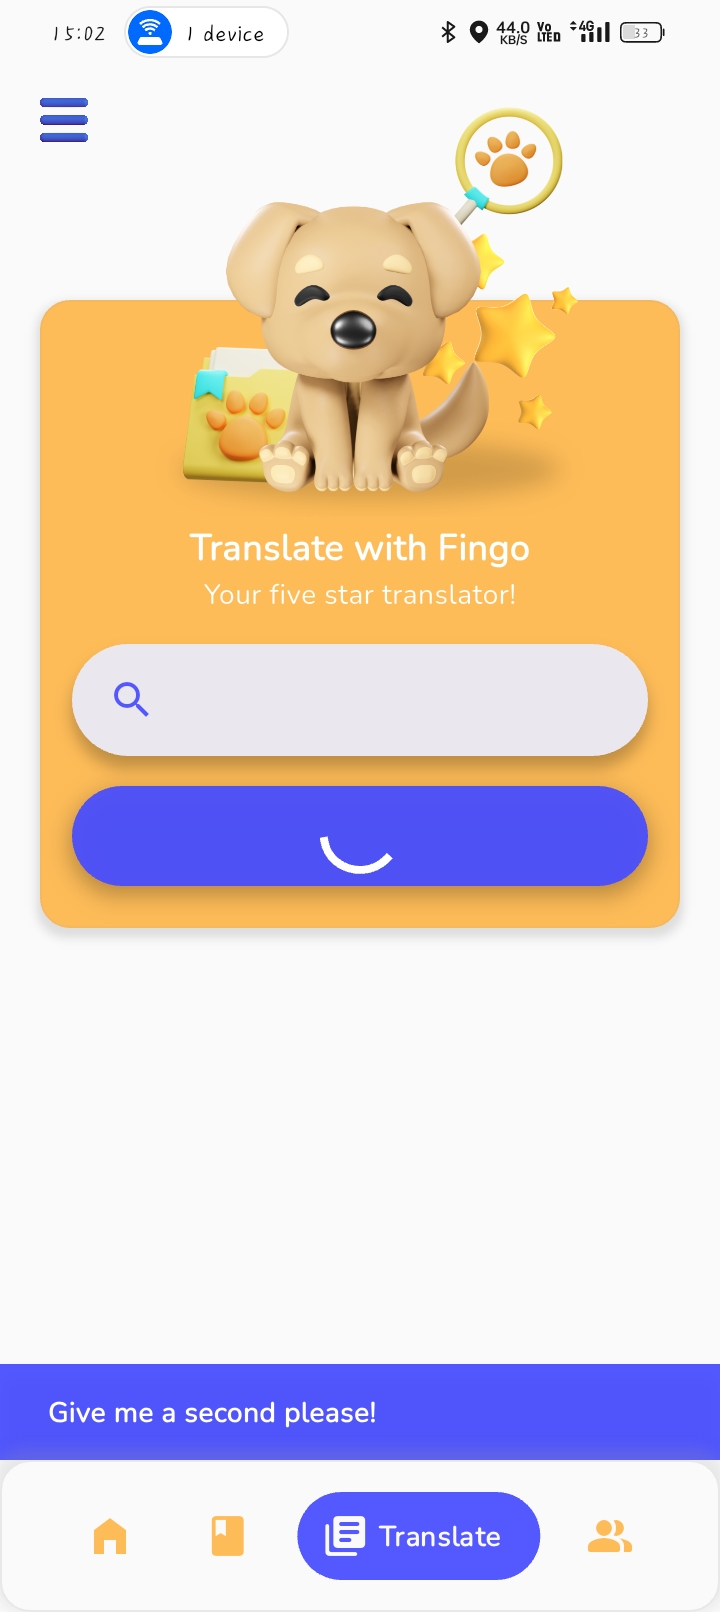 15:02
1 device
44.0
KB/S
Vo
LTED
4G
33
Translate with Fingo
Your five star translator!
Give me a second please!
Translate